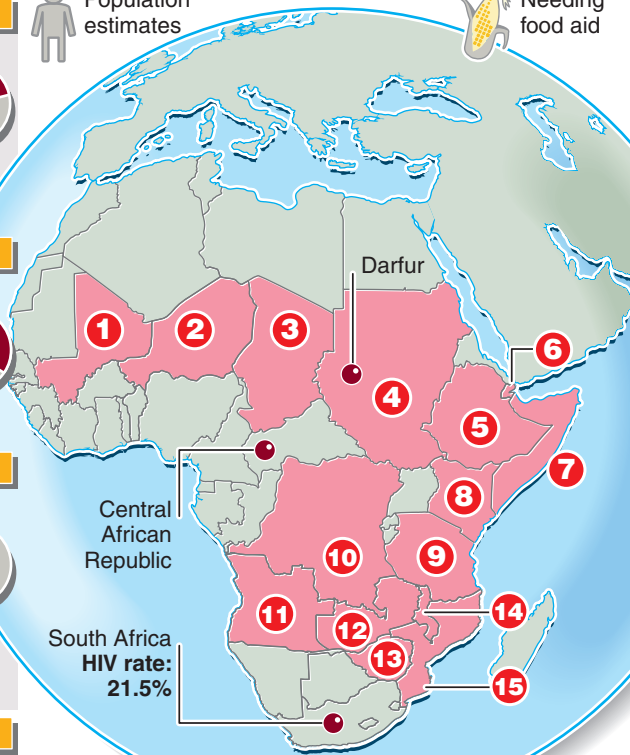 Population
estimates
Needing
food aid
Darfur
1
2
3
4
5
6
7
8
9
10
11
12
13
14
15
Central
African
Republic
South Africa
HIV rate:
21.5%